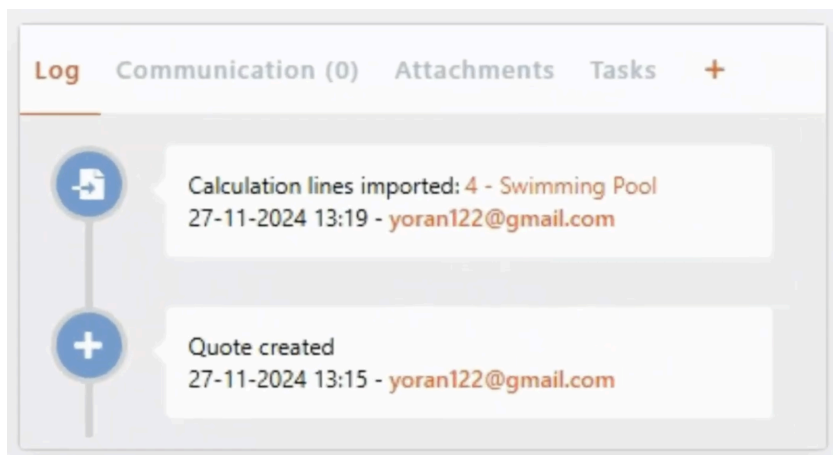 Log Communication (0) Attachments Tasks +
Calculation lines imported: 4 - Swimming Pool
27-11-2024 13:19 - yoran122@gmail.com
Quote created
27-11-2024 13:15 - yoran122@gmail.com